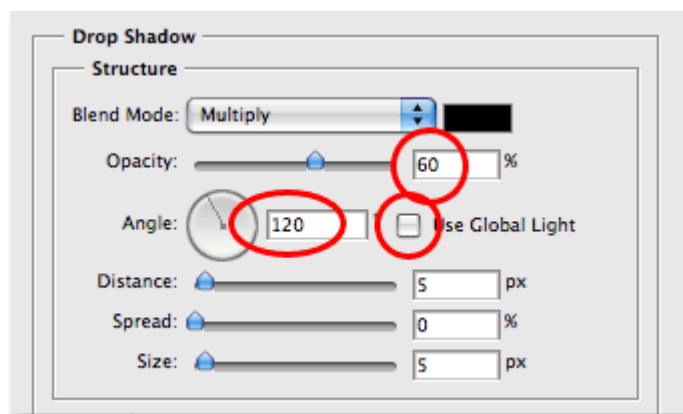 Drop Shadow
Structure
Blend Mode: Multiply
Opacity: 60 %
Angle: 120 ° Use Global Light
Distance: 5 px
Spread: 0 %
Size: 5 px